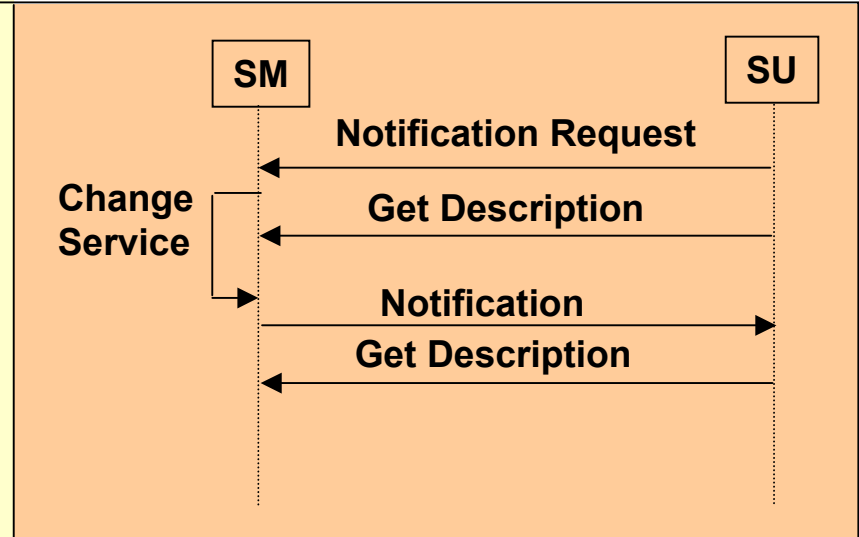 SM
SU
Notification Request
Change
Service
Get Description
Notification
Get Description